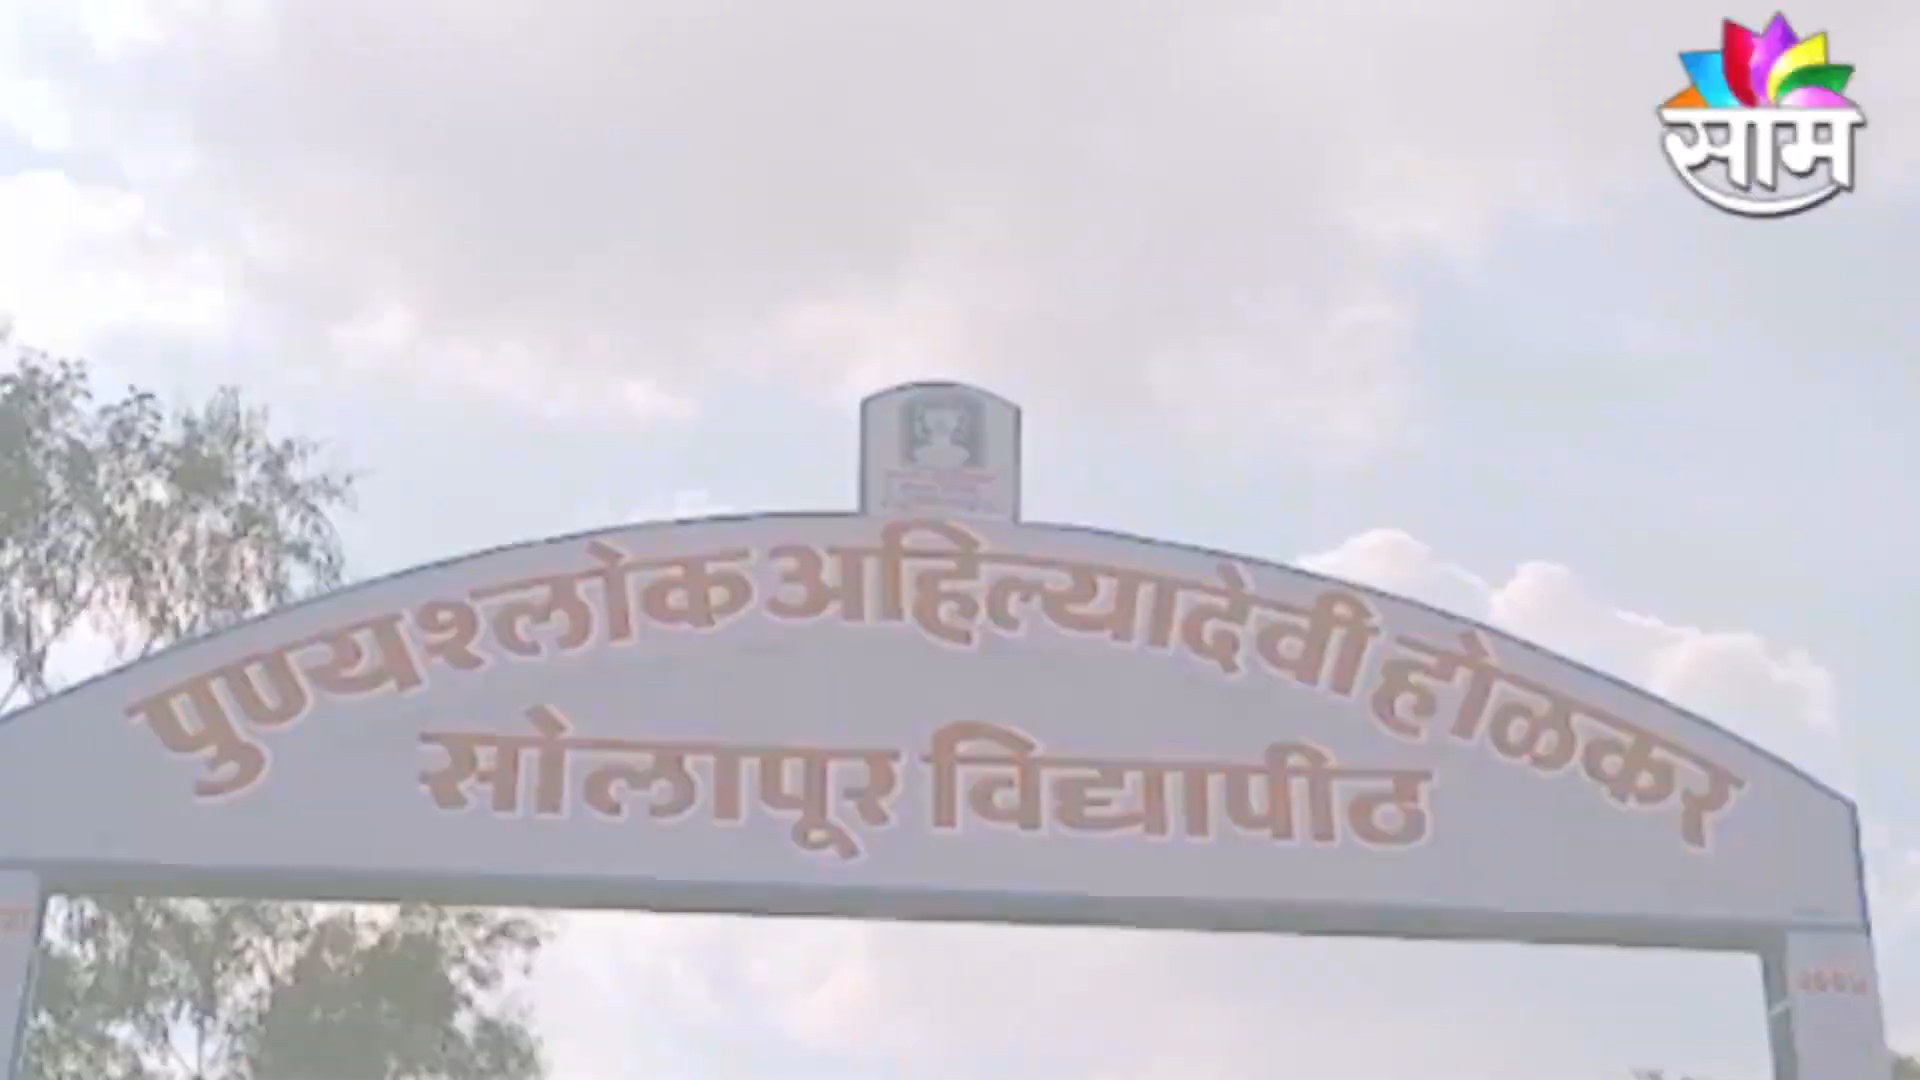 साम
पुण्यश्लोक अहिल्यादेवी होळकर
सोलापूर विद्यापीठ